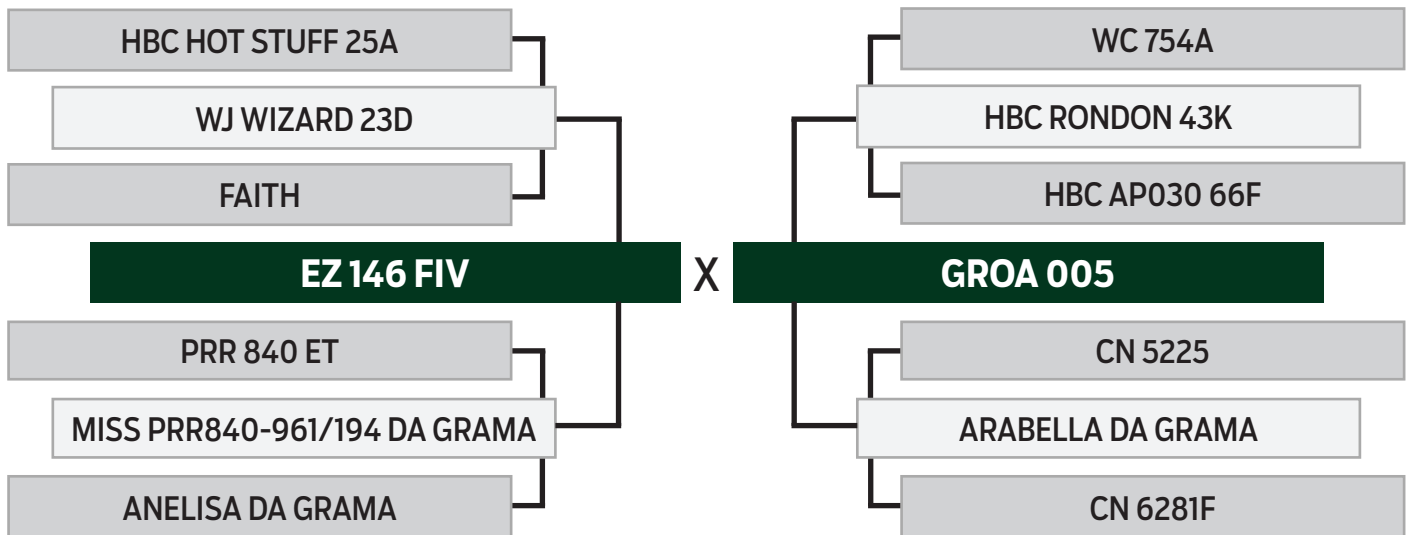 HBC HOT STUFF 25A
WJ WIZARD 23D
FAITH
EZ 146 FIV
PRR 840 ET
MISS PRR840-961/194 DA GRAMA
ANELISA DA GRAMA
X
WC 754A
HBC RONDON 43K
HBC AP030 66F
GROA 005
CN 5225
ARABELLA DA GRAMA
CN 6281F